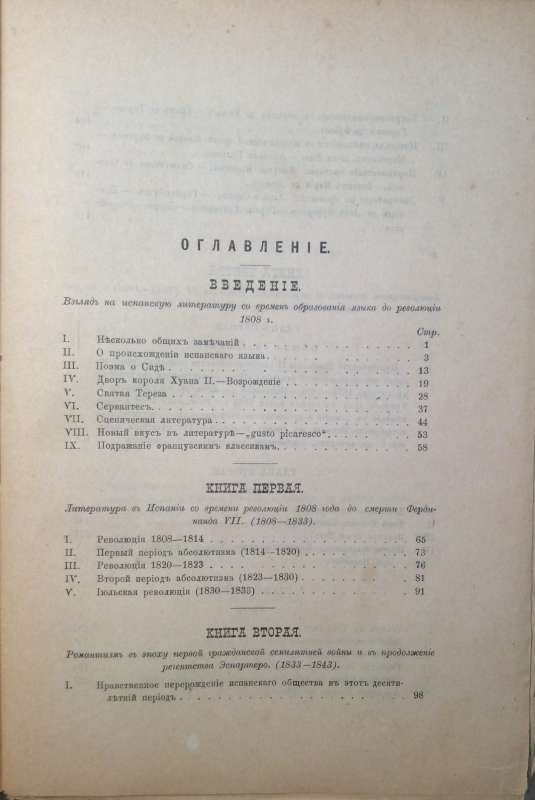 ОГЛАВЛЕНІЕ.
ВВЕДЕНІЕ.
Взглядъ на испанскую литературу со временъ образованія языка до революціи
1808 г.
Стр.
I. Нѣсколько общихъ замѣчаній . . . . . . . . . . . . . . . 1
II. О происхожденіи испанскаго языка . . . . . . . . . . . . . 3
III. Поэма о Сидѣ . . . . . . . . . . . . . . . . . . . . 13
IV. Дворъ короля Хуана II.—Возрожденіе . . . . . . . . . . . 19
V. Святая Тереза . . . . . . . . . . . . . . . . . . . . 28
VI. Сервантесъ . . . . . . . . . . . . . . . . . . . . . 37
VII. Сценическая литература . . . . . . . . . . . . . . . . . 44
VIII. Новый вкусъ въ литературѣ—„gusto picaresco“ . . . . . . . . 53
IX. Подражаніе французскимъ классикамъ . . . . . . . . . . . . 58
КНИГА ПЕРВАЯ.
Литература въ Испаніи со времени революціи 1808 года до смерти Ферди-
нанда VII. (1808—1833).
I. Революція 1808—1814 . . . . . . . . . . . . . . . . . 65
II. Первый періодъ абсолютизма (1814—1820) . . . . . . . . . . 73
III. Революція 1820—1823 . . . . . . . . . . . . . . . . . 76
IV. Второй періодъ абсолютизма (1823—1830) . . . . . . . . . . 81
V. Іюльская революція (1830—1833) . . . . . . . . . . . . . 91
КНИГА ВТОРАЯ.
Романтизмъ въ эпоху первой гражданской семилѣтней войны и въ продолженіе
регентства Эспартеро. (1833—1843).
I. Нравственное перерожденіе испанскаго общества въ этотъ десяти-
лѣтній періодъ . . . . . . . . . . . . . . . . . . . 98